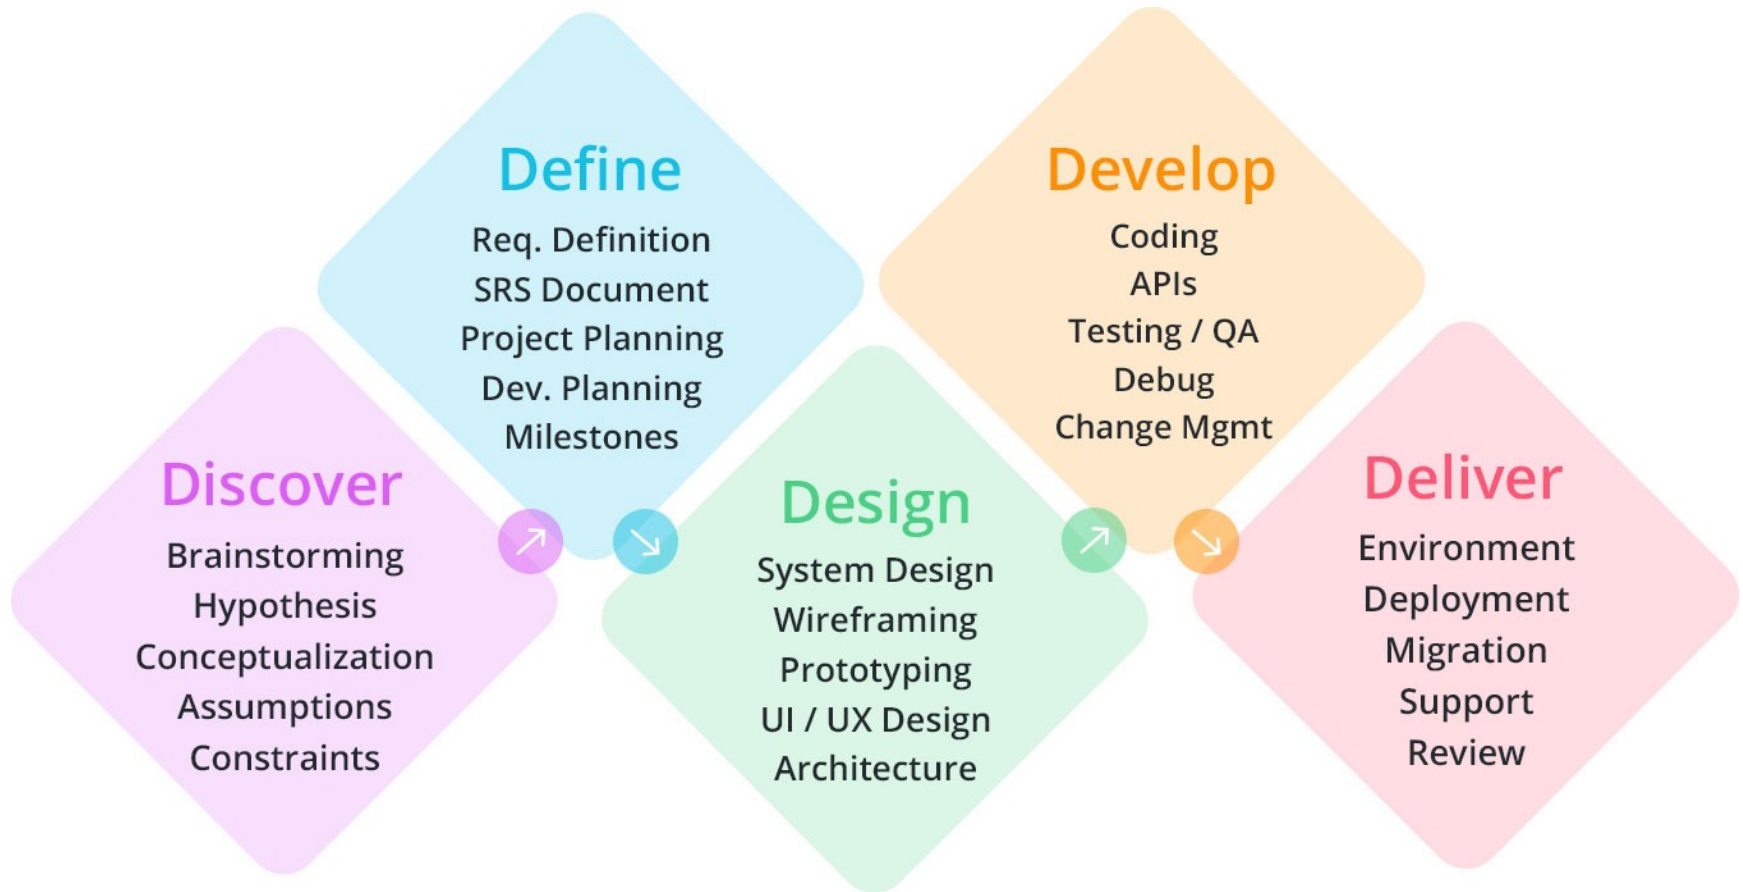 Discover
Brainstorming
Hypothesis
Conceptualization
Assumptions
Constraints
Define
Req. Definition
SRS Document
Project Planning
Dev. Planning
Milestones
Design
System Design
Wireframing
Prototyping
UI / UX Design
Architecture
Develop
Coding
APIs
Testing / QA
Debug
Change Mgmt
Deliver
Environment
Deployment
Migration
Support
Review